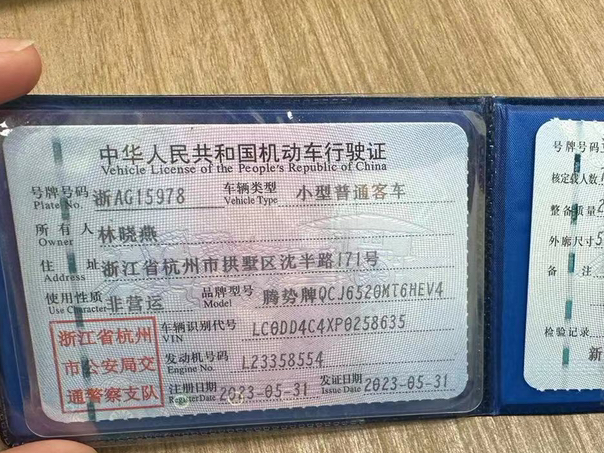 中华人民共和国机动车行驶证
Vehicle License of the People's Republic of China
号牌号码 浙AG15978 车辆类型 小型普通客车
Plate No. Vehicle Type
所有人 林晓燕
Owner
住址 浙江省杭州市拱墅区沈半路171号
Address
使用性质 非营运 品牌型号 腾势牌QCJ6520MT6HEV4
Use Character Model
浙江省杭州
市公安局交
通警察支队
车辆识别代号 LC0DD4C4XP0258635
VIN
发动机号码 L23358554
Engine No.
注册日期 2023-05-31 发证日期 2023-05-31
Register Date Issue Date
号牌号码
核定载人数
整备质量 2
外廓尺寸 5
备注
检验记录
新